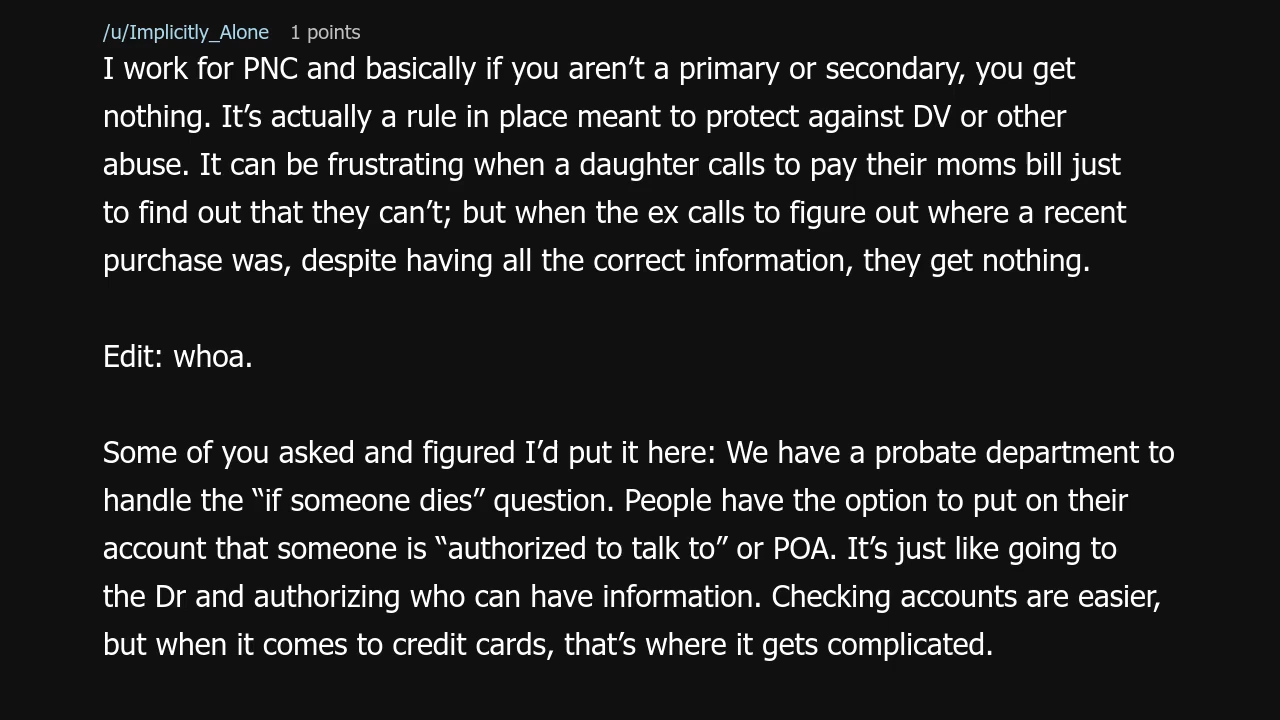 /u/Implicitly_Alone 1 points
I work for PNC and basically if you aren’t a primary or secondary, you get
nothing. It’s actually a rule in place meant to protect against DV or other
abuse. It can be frustrating when a daughter calls to pay their moms bill just
to find out that they can’t; but when the ex calls to figure out where a recent
purchase was, despite having all the correct information, they get nothing.
Edit: whoa.
Some of you asked and figured I’d put it here: We have a probate department to
handle the “if someone dies” question. People have the option to put on their
account that someone is “authorized to talk to” or POA. It’s just like going to
the Dr and authorizing who can have information. Checking accounts are easier,
but when it comes to credit cards, that’s where it gets complicated.